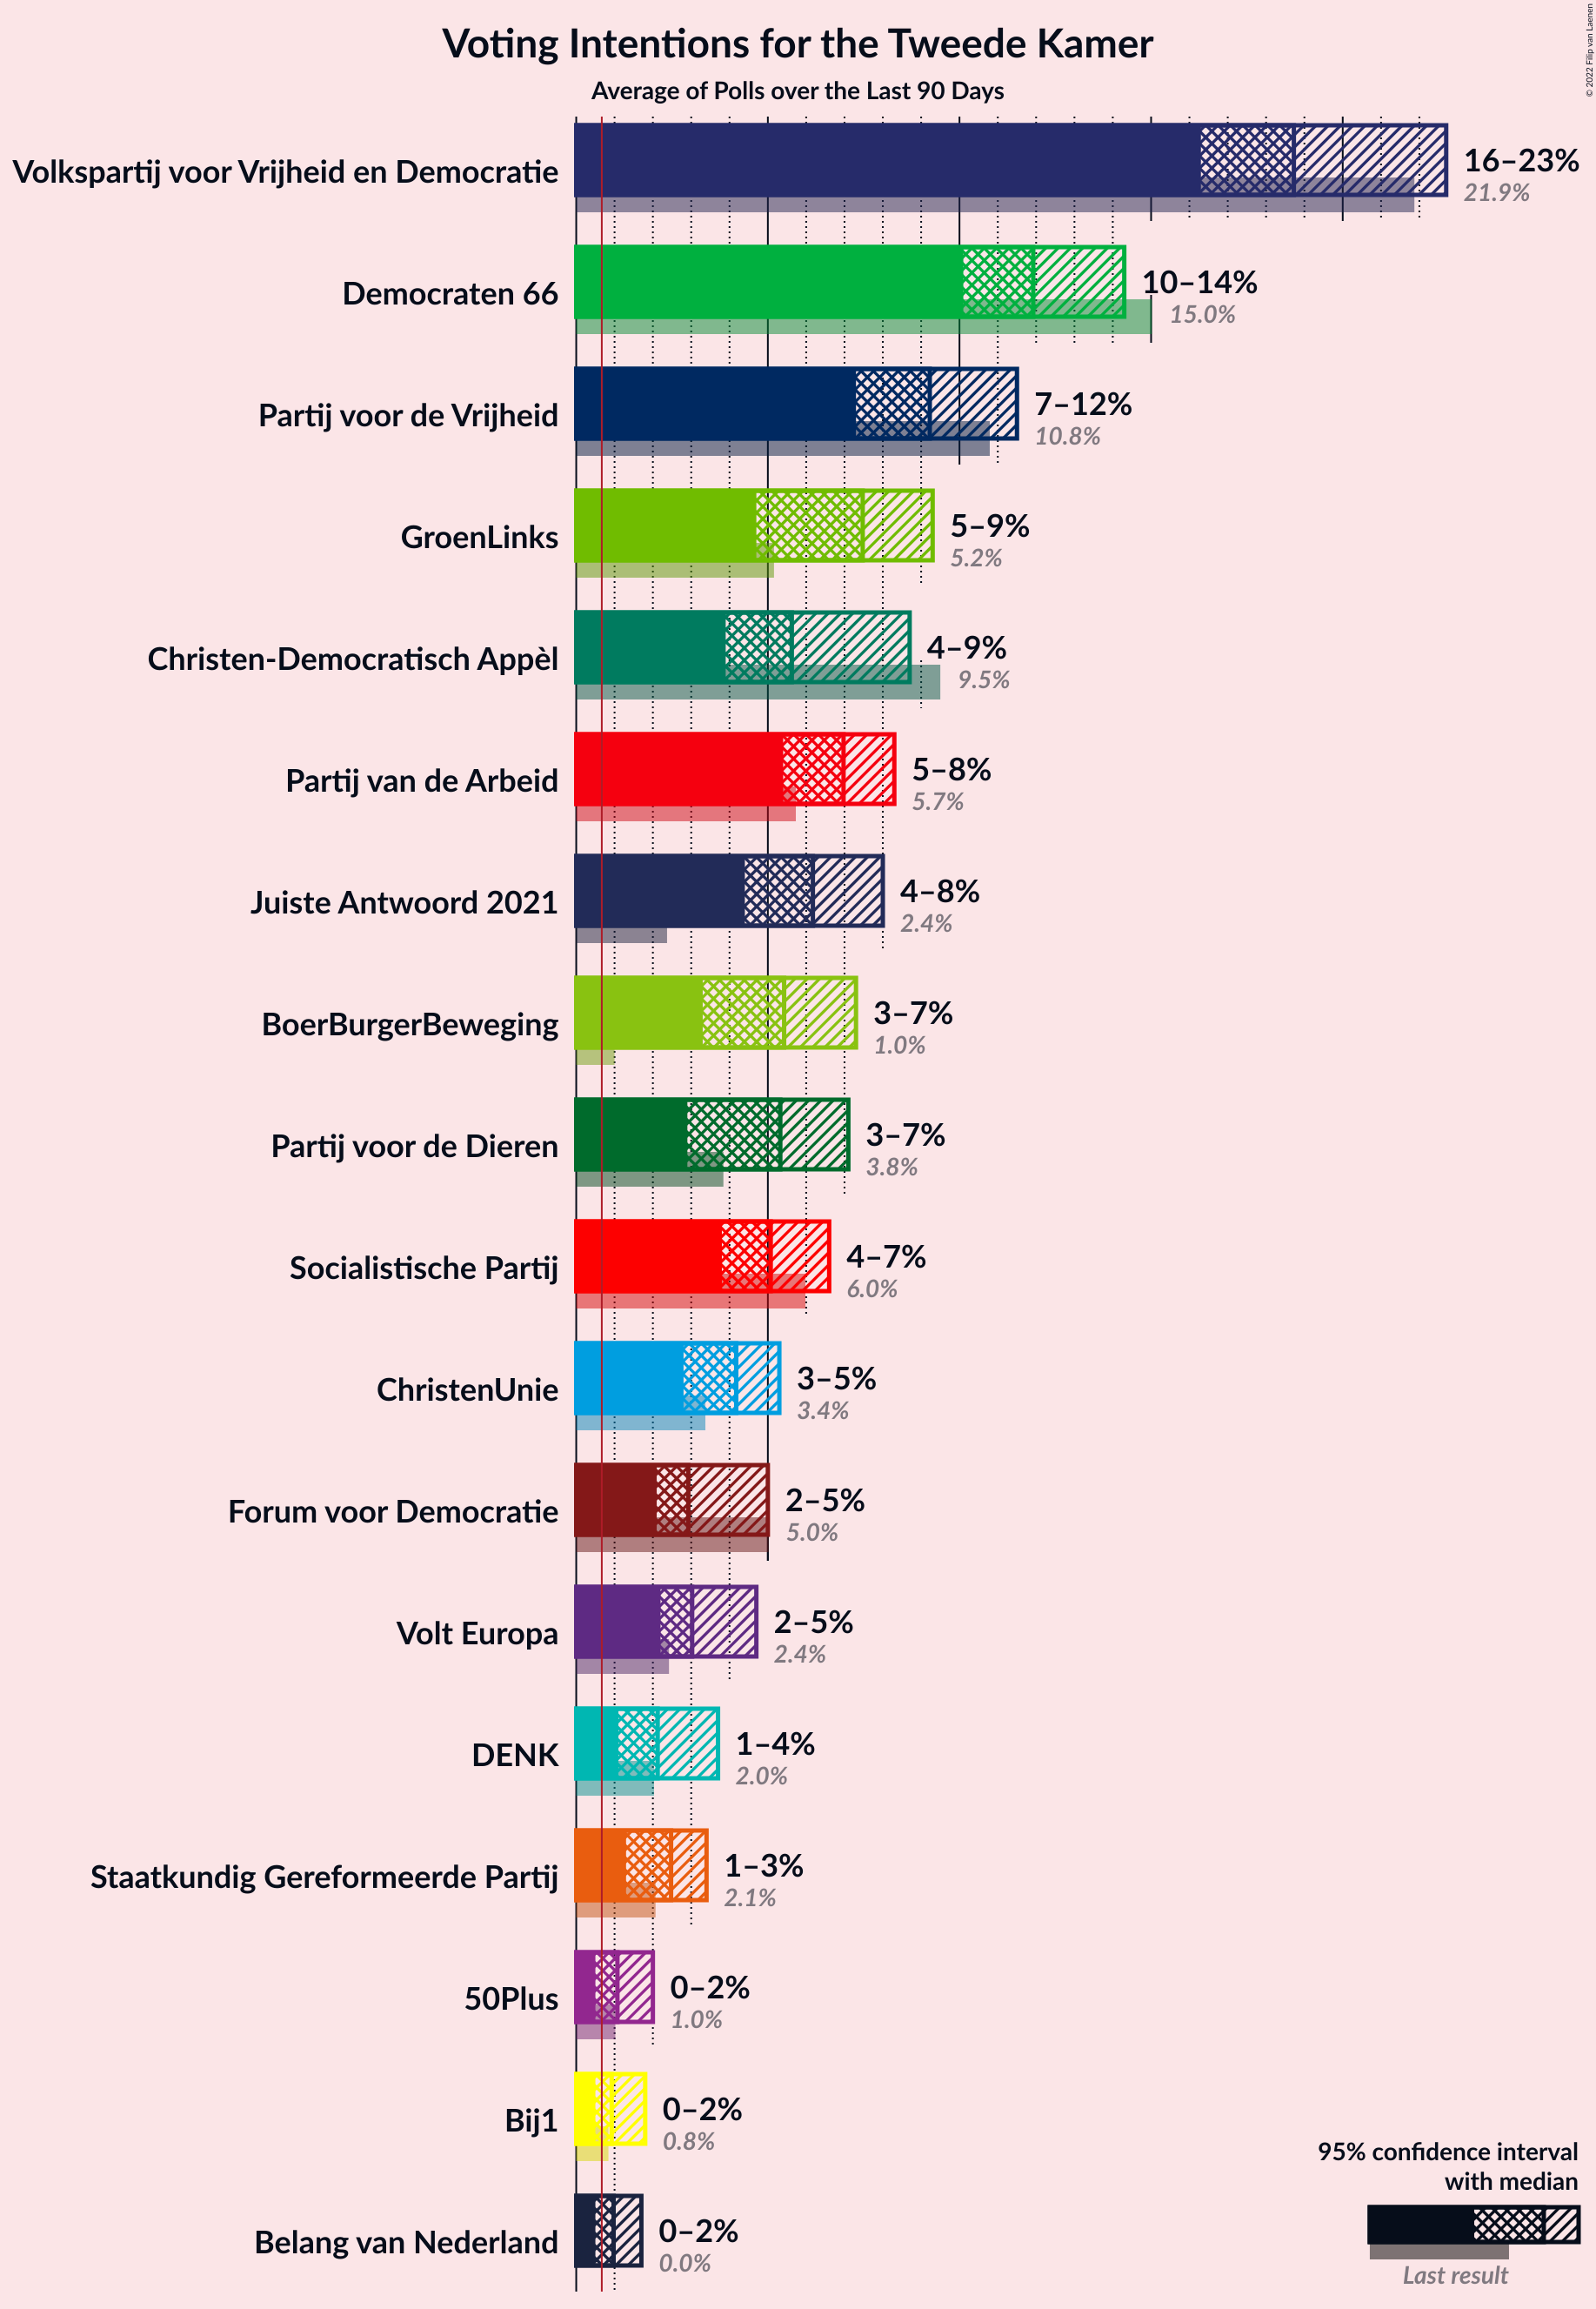 © 2022 Filip van Laenen
Voting Intentions for the Tweede Kamer
Average of Polls over the Last 90 Days
Volkspartij voor Vrijheid en Democratie
16–23%
21.9%
Democraten 66
10–14%
15.0%
Partij voor de Vrijheid
7–12%
10.8%
GroenLinks
5–9%
5.2%
Christen-Democratisch Appèl
4–9%
9.5%
Partij van de Arbeid
5–8%
5.7%
Juiste Antwoord 2021
4–8%
2.4%
BoerBurgerBeweging
3–7%
1.0%
Partij voor de Dieren
3–7%
3.8%
Socialistische Partij
4–7%
6.0%
ChristenUnie
3–5%
3.4%
Forum voor Democratie
2–5%
5.0%
Volt Europa
2–5%
2.4%
DENK
1–4%
2.0%
Staatkundig Gereformeerde Partij
1–3%
2.1%
50Plus
0–2%
1.0%
Bij1
0–2%
0.8%
Belang van Nederland
0–2%
0.0%
95% confidence interval
with median
Last result